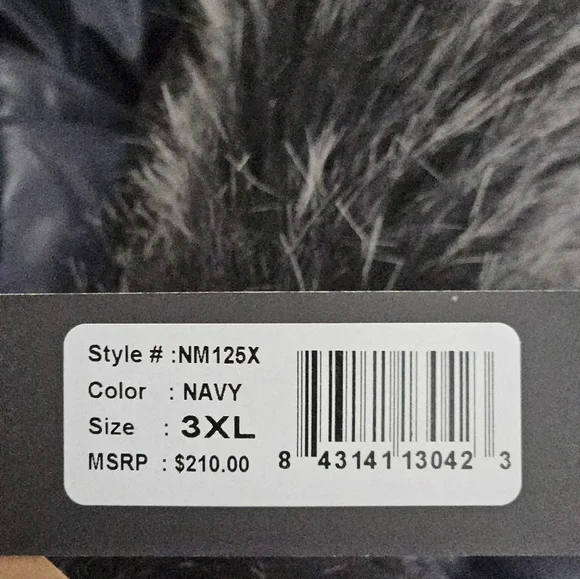 Style # :NM125X
Color : NAVY
Size : 3XL
MSRP : $210.00
8 43141 13042 3